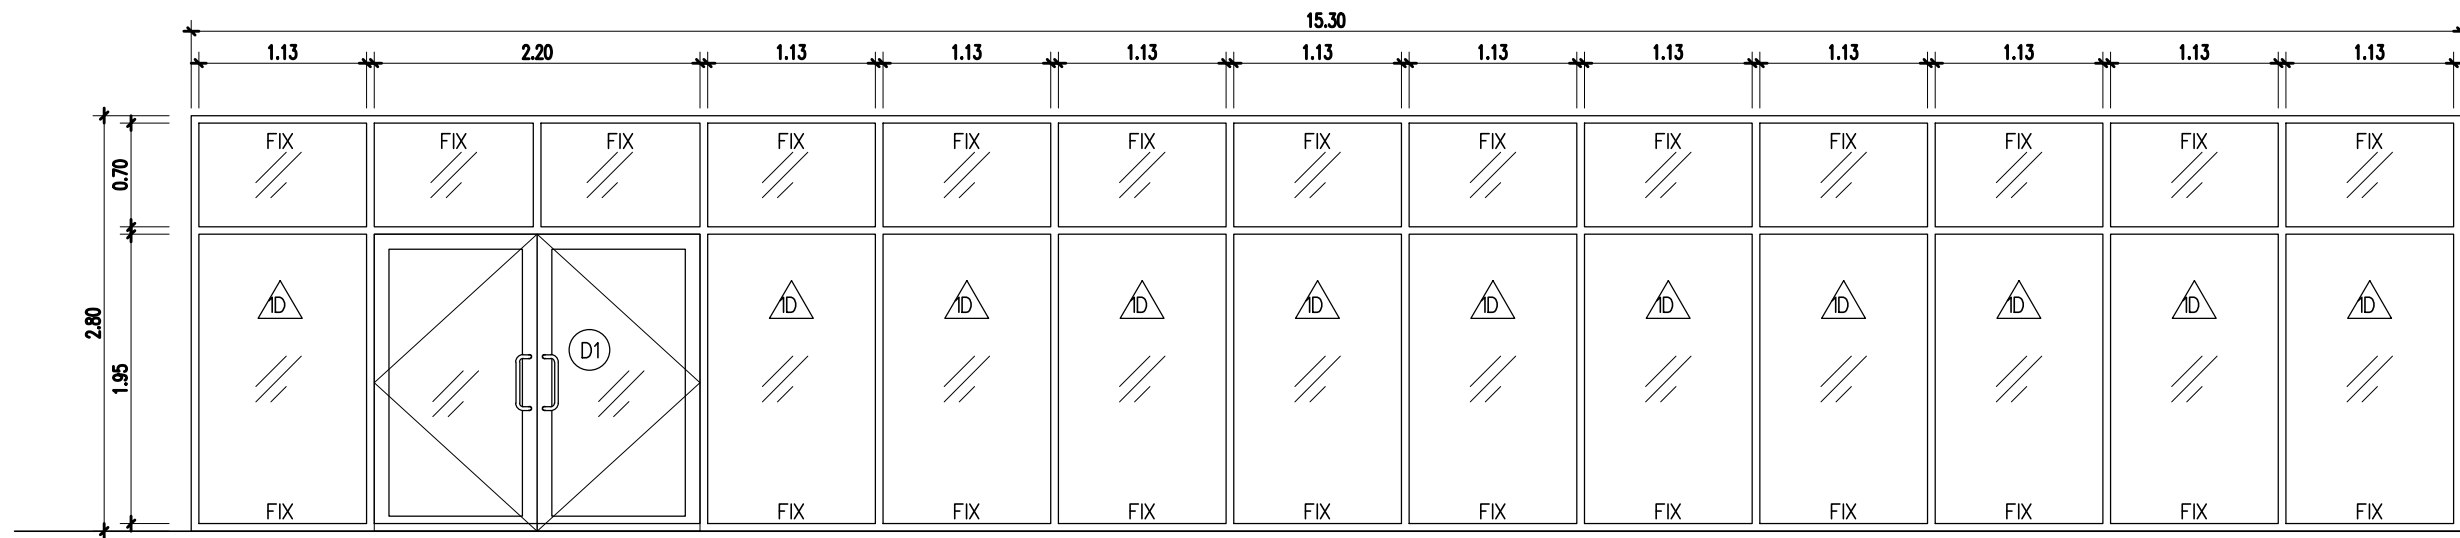 15.30
1.13 2.20 1.13 1.13 1.13 1.13 1.13 1.13 1.13 1.13 1.13 1.13
FIX FIX FIX FIX FIX FIX FIX FIX FIX FIX FIX FIX FIX
0.70
1D 1D 1D 1D 1D 1D 1D 1D 1D 1D 1D
2.80
D1
1.95
FIX FIX FIX FIX FIX FIX FIX FIX FIX FIX FIX